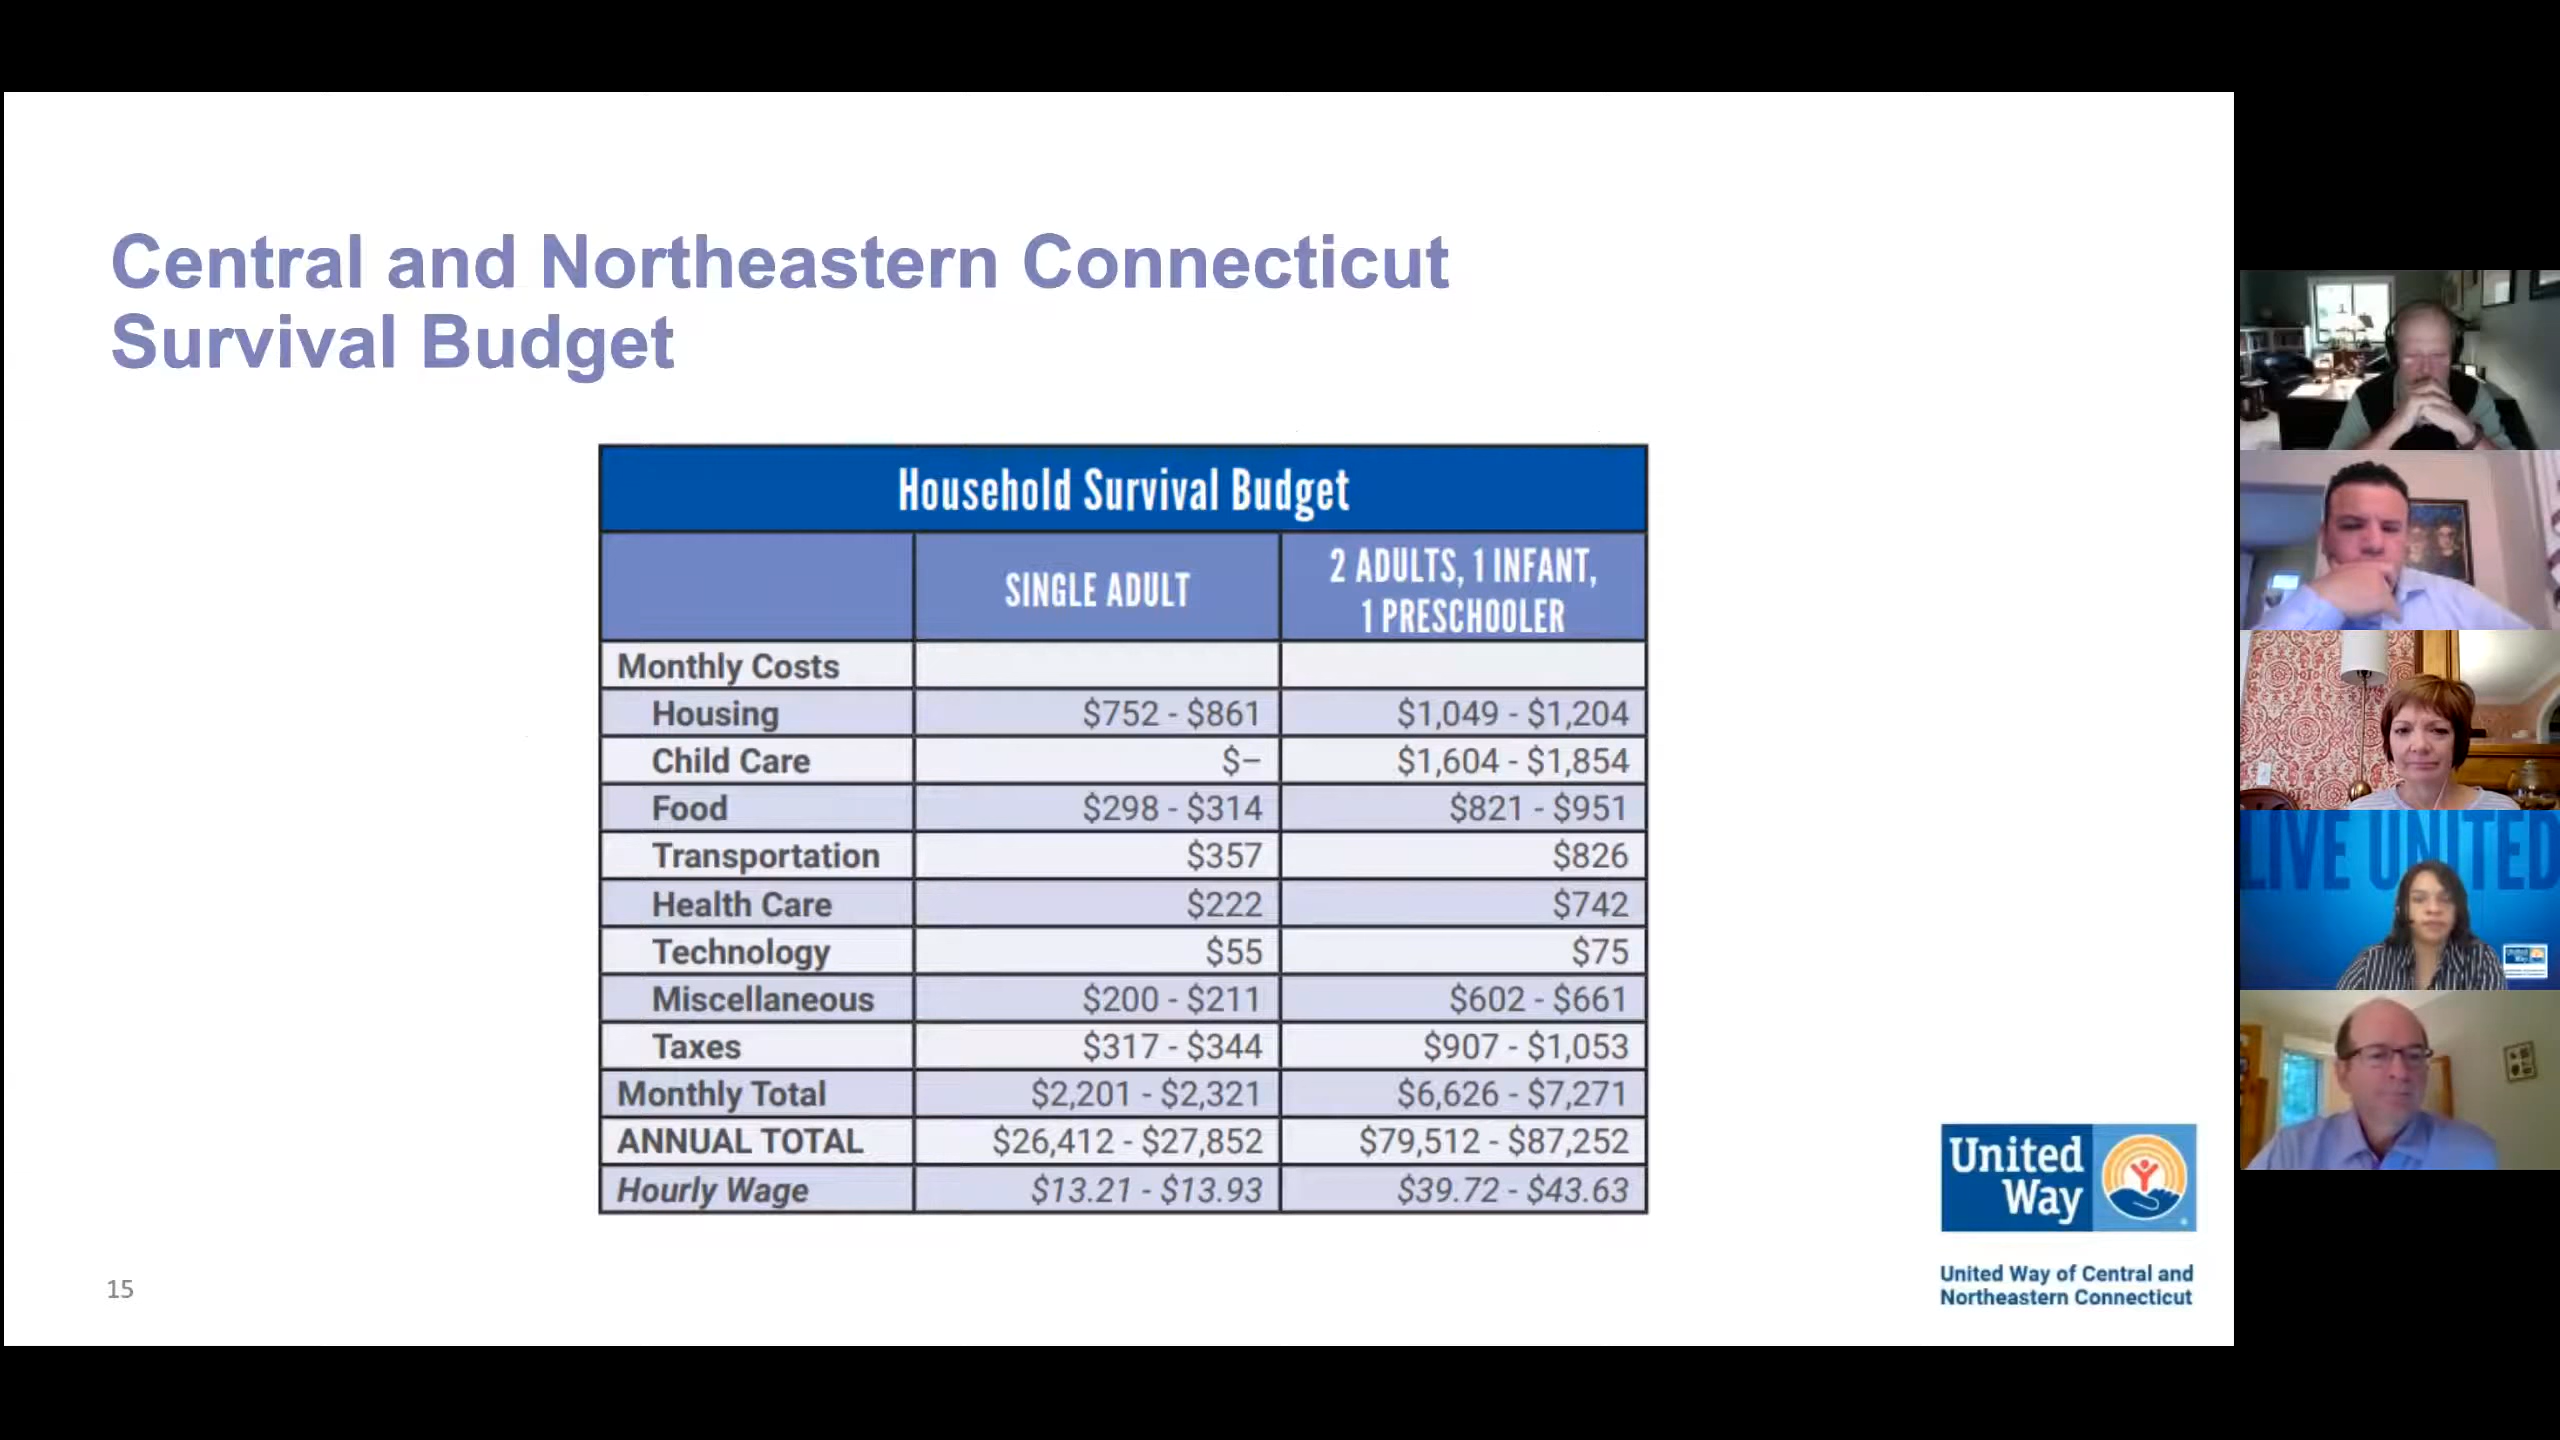 Central and Northeastern Connecticut
Survival Budget
Household Survival Budget
SINGLE ADULT
2 ADULTS, 1 INFANT,
1 PRESCHOOLER
Monthly Costs
Housing $752 - $861 $1,049 - $1,204
Child Care $– $1,604 - $1,854
Food $298 - $314 $821 - $951
Transportation $357 $826
Health Care $222 $742
Technology $55 $75
Miscellaneous $200 - $211 $602 - $661
Taxes $317 - $344 $907 - $1,053
Monthly Total $2,201 - $2,321 $6,626 - $7,271
ANNUAL TOTAL $26,412 - $27,852 $79,512 - $87,252
Hourly Wage $13.21 - $13.93 $39.72 - $43.63
15
United
Way
United Way of Central and
Northeastern Connecticut
LIVE UNITED
United
Way